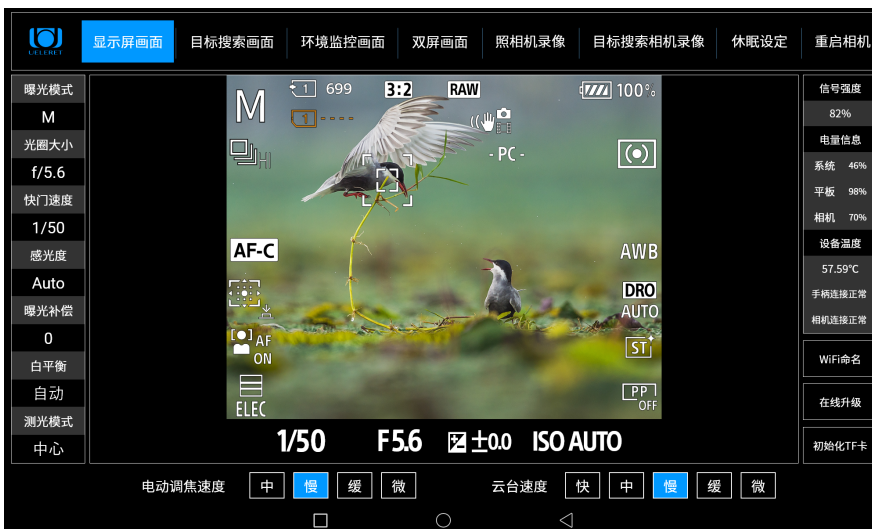 UELEREE
显示屏画面 目标搜索画面 环境监控画面 双屏画面 照相机录像 目标搜索相机录像 休眠设定 重启相机
曝光模式
M
光圈大小
f/5.6
快门速度
1/50
感光度
Auto
曝光补偿
0
白平衡
自动
测光模式
中心
M
1 699 3:2 RAW 100%
1 ----
HI
- PC -
AF-C
AWB
DRO
AUTO
AF
ON
ST
ELEC
PP
OFF
1/50 F5.6 ±0.0 ISO AUTO
信号强度
82%
电量信息
系统 46%
平板 98%
相机 70%
设备温度
57.59℃
手柄连接正常
相机连接正常
WiFi命名
在线升级
初始化TF卡
电动调焦速度 中 慢 缓 微 云台速度 快 中 慢 缓 微